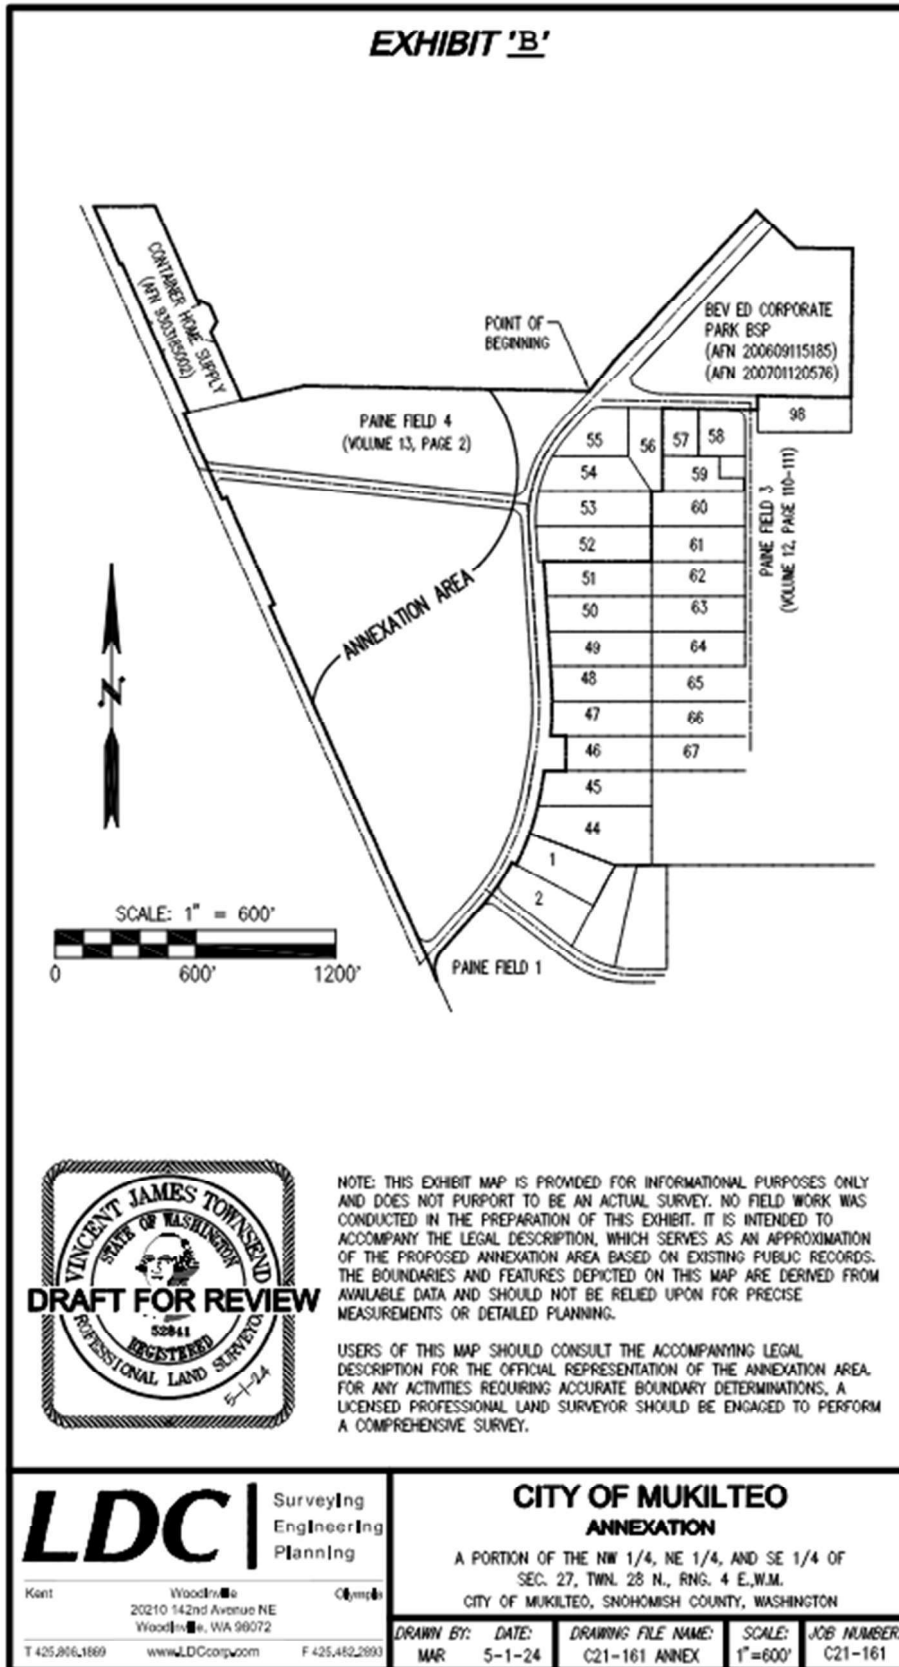 EXHIBIT 'B'
CONTAINER HOME SUPPLY
(AFN 9303185002)
POINT OF
BEGINNING
BEV ED CORPORATE
PARK BSP
(AFN 200609115185)
(AFN 200701120576)
PAINE FIELD 4
(VOLUME 13, PAGE 2)
98
55
56
57
58
54
59
53
60
52
61
51
62
50
63
49
64
48
65
47
66
46
67
45
44
1
2
PAINE FIELD 3
(VOLUME 12, PAGE 110-111)
ANNEXATION AREA
N
SCALE: 1" = 600'
0 600' 1200'
PAINE FIELD 1
VINCENT JAMES TOWNSEND
STATE OF WASHINGTON
DRAFT FOR REVIEW
52841
REGISTERED
PROFESSIONAL LAND SURVEYOR
5-1-24
NOTE: THIS EXHIBIT MAP IS PROVIDED FOR INFORMATIONAL PURPOSES ONLY
AND DOES NOT PURPORT TO BE AN ACTUAL SURVEY. NO FIELD WORK WAS
CONDUCTED IN THE PREPARATION OF THIS EXHIBIT. IT IS INTENDED TO
ACCOMPANY THE LEGAL DESCRIPTION, WHICH SERVES AS AN APPROXIMATION
OF THE PROPOSED ANNEXATION AREA BASED ON EXISTING PUBLIC RECORDS.
THE BOUNDARIES AND FEATURES DEPICTED ON THIS MAP ARE DERIVED FROM
AVAILABLE DATA AND SHOULD NOT BE RELIED UPON FOR PRECISE
MEASUREMENTS OR DETAILED PLANNING.
USERS OF THIS MAP SHOULD CONSULT THE ACCOMPANYING LEGAL
DESCRIPTION FOR THE OFFICIAL REPRESENTATION OF THE ANNEXATION AREA.
FOR ANY ACTIVITIES REQUIRING ACCURATE BOUNDARY DETERMINATIONS, A
LICENSED PROFESSIONAL LAND SURVEYOR SHOULD BE ENGAGED TO PERFORM
A COMPREHENSIVE SURVEY.
LDC
Surveying
Engineering
Planning
Kent Woodinville Olympia
20210 142nd Avenue NE
Woodinville, WA 98072
T 425.806.1869 www.LDCcorp.com F 425.482.2893
CITY OF MUKILTEO
ANNEXATION
A PORTION OF THE NW 1/4, NE 1/4, AND SE 1/4 OF
SEC. 27, TWN. 28 N., RNG. 4 E.,W.M.
CITY OF MUKILTEO, SNOHOMISH COUNTY, WASHINGTON
DRAWN BY: DATE: DRAWING FILE NAME: SCALE: JOB NUMBER:
MAR 5-1-24 C21-161 ANNEX 1"=600' C21-161